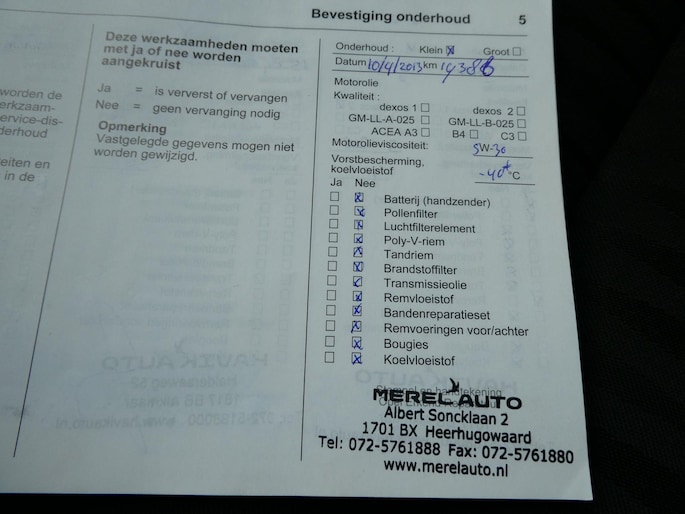 Bevestiging onderhoud 5
worden de
erkzaam-
ervice-dis-
derhoud
eiten en
in de
Deze werkzaamheden moeten
met ja of nee worden
aangekruist
Ja = is ververst of vervangen
Nee = geen vervanging nodig
Opmerking
Vastgelegde gegevens mogen niet
worden gewijzigd.
Onderhoud : Klein Groot
Datum 10/4/2013 km
Motorolie
Kwaliteit :
dexos 1 dexos 2
GM-LL-A-025 GM-LL-B-025
ACEA A3 B4 C3
Motorolieviscositeit: 5W-30
Vorstbescherming,
koelvloeistof -40 °C
Ja Nee
Batterij (handzender)
Pollenfilter
Luchtfilterelement
Poly-V-riem
Tandriem
Brandstoffilter
Transmissieolie
Remvloeistof
Bandenreparatieset
Remvoeringen voor/achter
Bougies
Koelvloeistof
MEREL AUTO
Albert Soncklaan 2
1701 BX Heerhugowaard
Tel: 072-5761888 Fax: 072-5761880
www.merelauto.nl